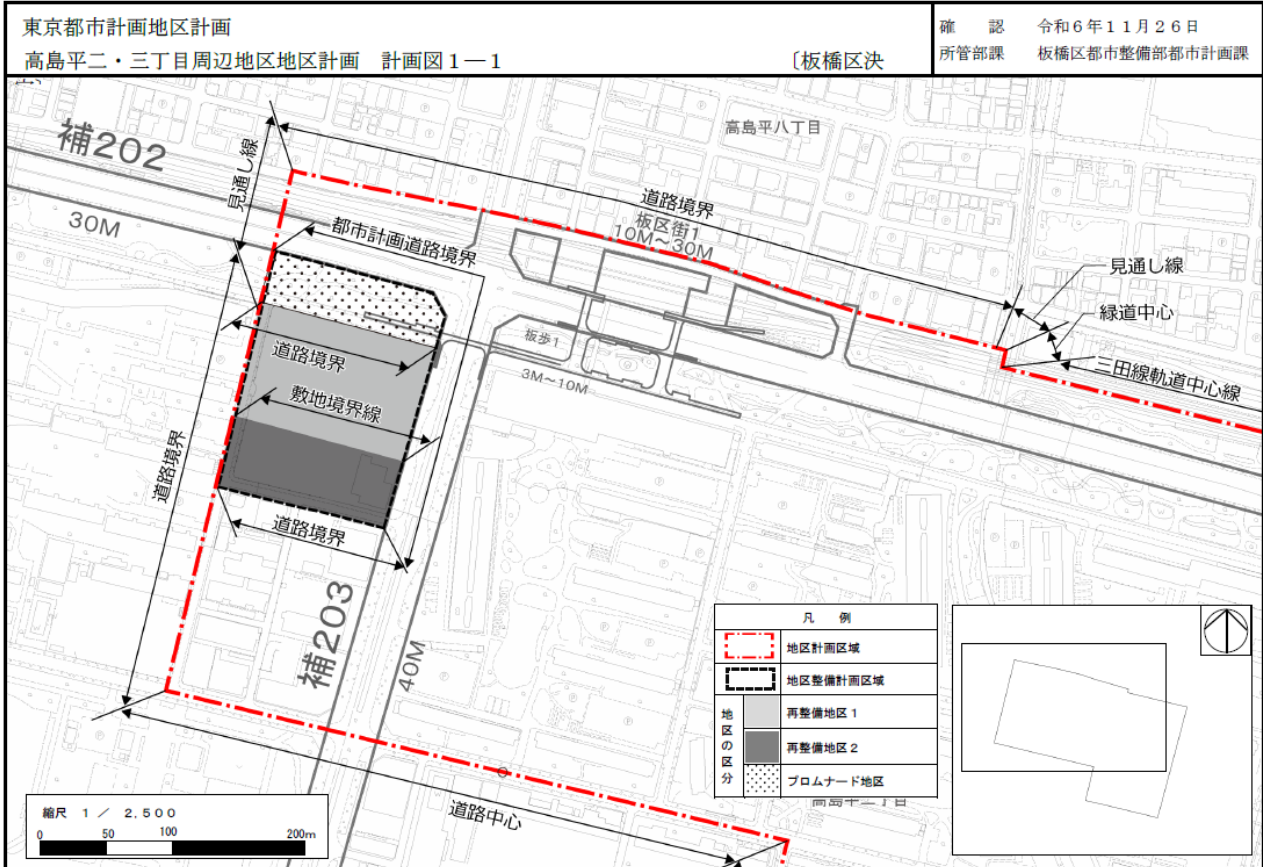 東京都市計画地区計画
高島平二・三丁目周辺地区地区計画 計画図1―1
〔板橋区決
確 認 令和6年11月26日
所管部課 板橋区都市整備部都市計画課
補202
見通し線
高島平八丁目
道路境界
板区街1
10M～30M
30M
都市計画道路境界
見通し線
緑道中心
道路境界
板歩1
3M～10M
三田線軌道中心線
敷地境界線
道路境界
道路境界
補203
40M
道路中心
凡 例
地区計画区域
地区整備計画区域
地区の区分
再整備地区1
再整備地区2
プロムナード地区
縮尺 1 / 2,500
0 50 100 200m